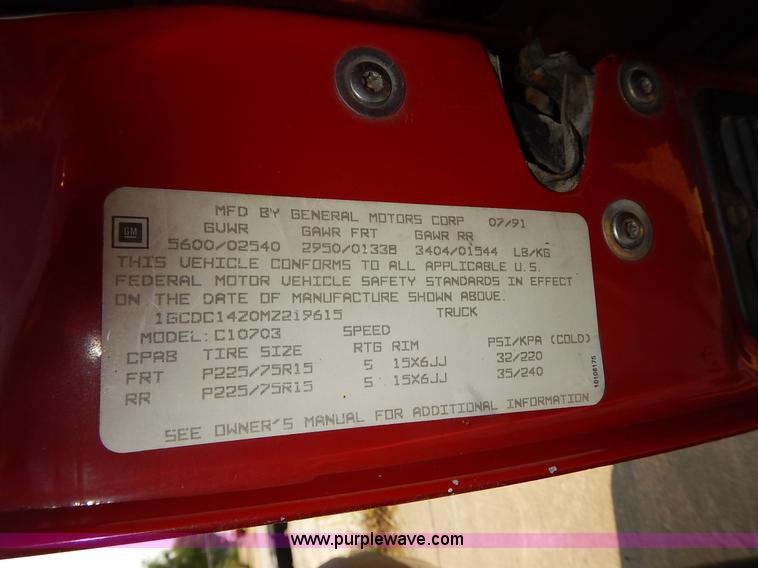 MFD BY GENERAL MOTORS CORP 07/91
GM
GVWR GAWR FRT GAWR RR
5600/02540 2950/01338 3404/01544 LB/KG
THIS VEHICLE CONFORMS TO ALL APPLICABLE U.S.
FEDERAL MOTOR VEHICLE SAFETY STANDARDS IN EFFECT
ON THE DATE OF MANUFACTURE SHOWN ABOVE.
1GCDC14Z0MZ219615 TRUCK
MODEL: C10703 SPEED
CPAB TIRE SIZE RTG RIM PSI/KPA (COLD)
FRT P225/75R15 S 15X6JJ 32/220
RR P225/75R15 S 15X6JJ 35/240
SEE OWNER'S MANUAL FOR ADDITIONAL INFORMATION
10108175
www.purplewave.com